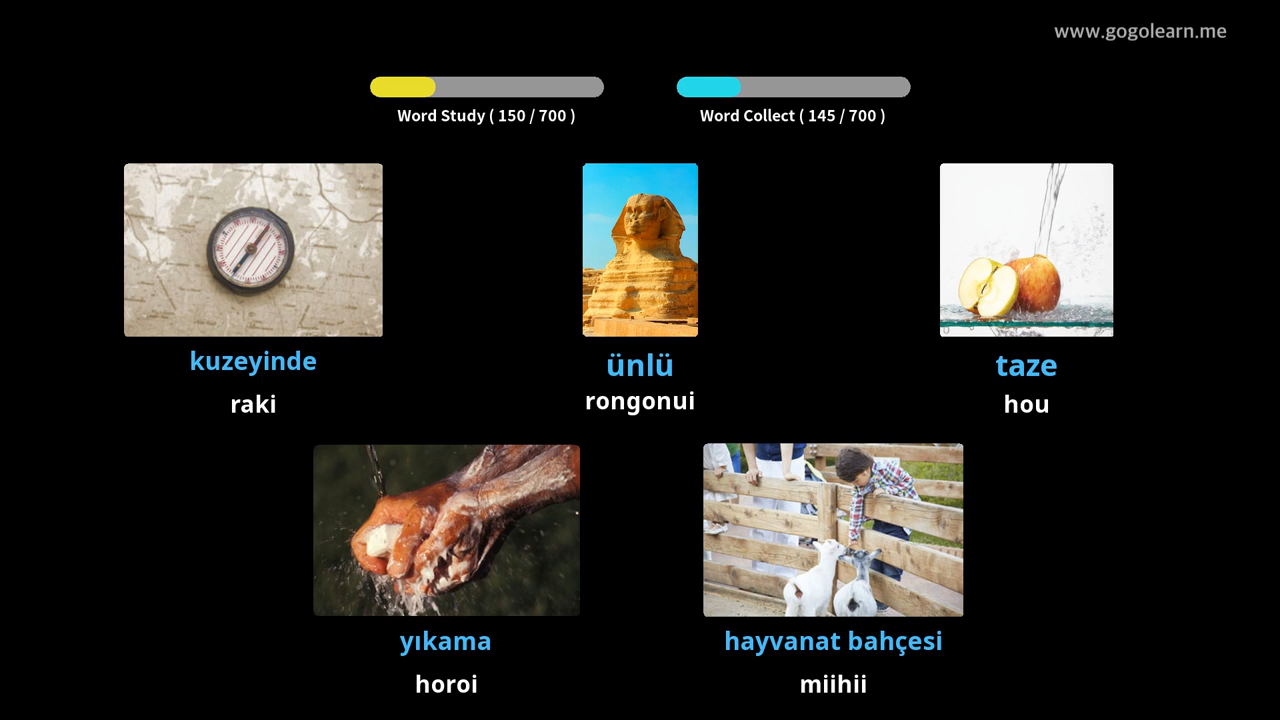 www.gogolearn.me
Word Study ( 150 / 700 )
Word Collect ( 145 / 700 )
kuzeyinde
raki
ünlü
rongonui
taze
hou
yıkama
horoi
hayvanat bahçesi
miihii